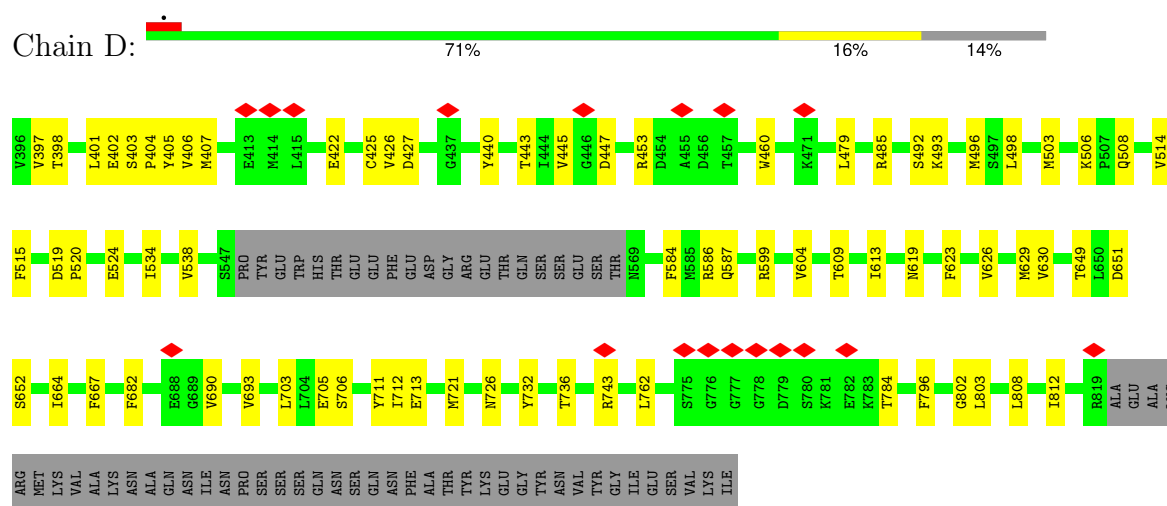 Chain D:
71% 16% 14%
V396 V397 T398 L401 E402 S403 P404 Y405 V406 M407 E413 M414 L415 E422 C425 V426 D427 G437 Y440 T443 I444 V445 G446 D447 R453 D454 A455 D456 T457 W460 K471 L479 R485 S492 K493 M496 S497 L498 M503 K506 P507 Q508 V514
F515 D519 P520 E524 I534 V538 S547 PRO TYR GLU TRP HIS THR GLU GLU PHE GLU ASP GLY ARG GLU THR GLN SER SER GLU SER THR N569 F584 M585 R586 Q587 R599 V604 T609 I613 N619 F623 V626 M629 V630 T649 L650 D651
S652 I664 F667 F682 E688 G689 V690 V693 L703 L704 E705 S706 Y711 I712 E713 M721 N726 Y732 T736 R743 L762 S775 G776 G777 G778 D779 S780 K781 E782 K783 T784 F796 G802 L803 L808 I812 R819 ALA GLU ALA
ARG MET LYS VAL ALA LYS ASN ALA GLN ASN ILE ASN PRO SER SER SER GLN ASN SER GLN ASN PHE ALA THR TYR LYS GLU GLY TYR ASN VAL TYR GLY ILE GLU SER VAL LYS ILE